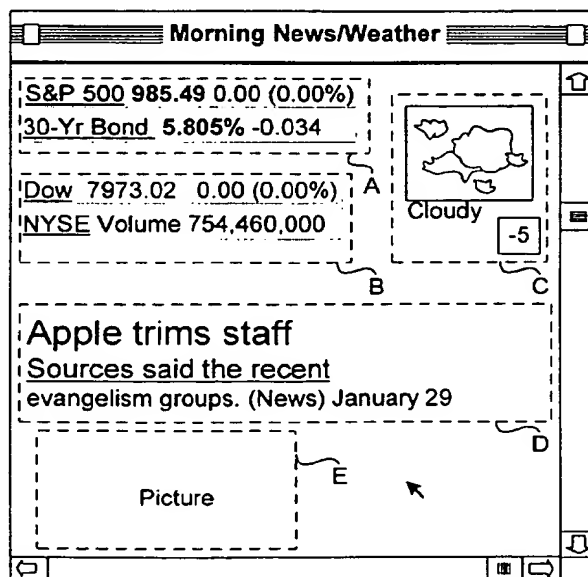 Morning News/Weather
S&P 500 985.49 0.00 (0.00%)
30-Yr Bond 5.805% -0.034
A
Dow 7973.02 0.00 (0.00%)
NYSE Volume 754,460,000
B
Cloudy
-5
C
Apple trims staff
Sources said the recent
evangelism groups. (News) January 29
D
Picture
E